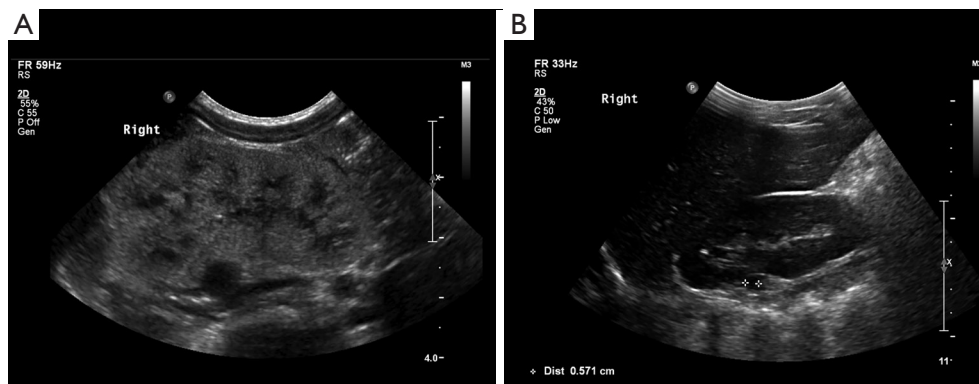 A
FR 59Hz
RS
2D
55%
C 55
P Off
Gen
P
Right
M3
X
4.0
B
FR 33Hz
RS
2D
43%
C 50
P Low
Gen
P
Right
X
11
Dist 0.571 cm